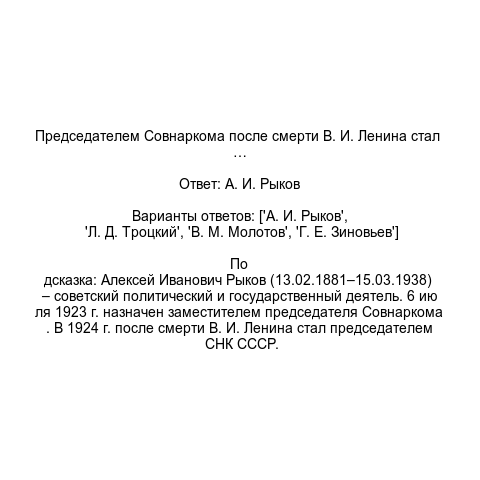 Председателем Совнаркома после смерти В. И. Ленина стал
…
Ответ: А. И. Рыков
Варианты ответов: ['А. И. Рыков',
'Л. Д. Троцкий', 'В. М. Молотов', 'Г. Е. Зиновьев']
По
дсказка: Алексей Иванович Рыков (13.02.1881–15.03.1938)
– советский политический и государственный деятель. 6 ию
ля 1923 г. назначен заместителем председателя Совнаркома
. В 1924 г. после смерти В. И. Ленина стал председателем
СНК СССР.